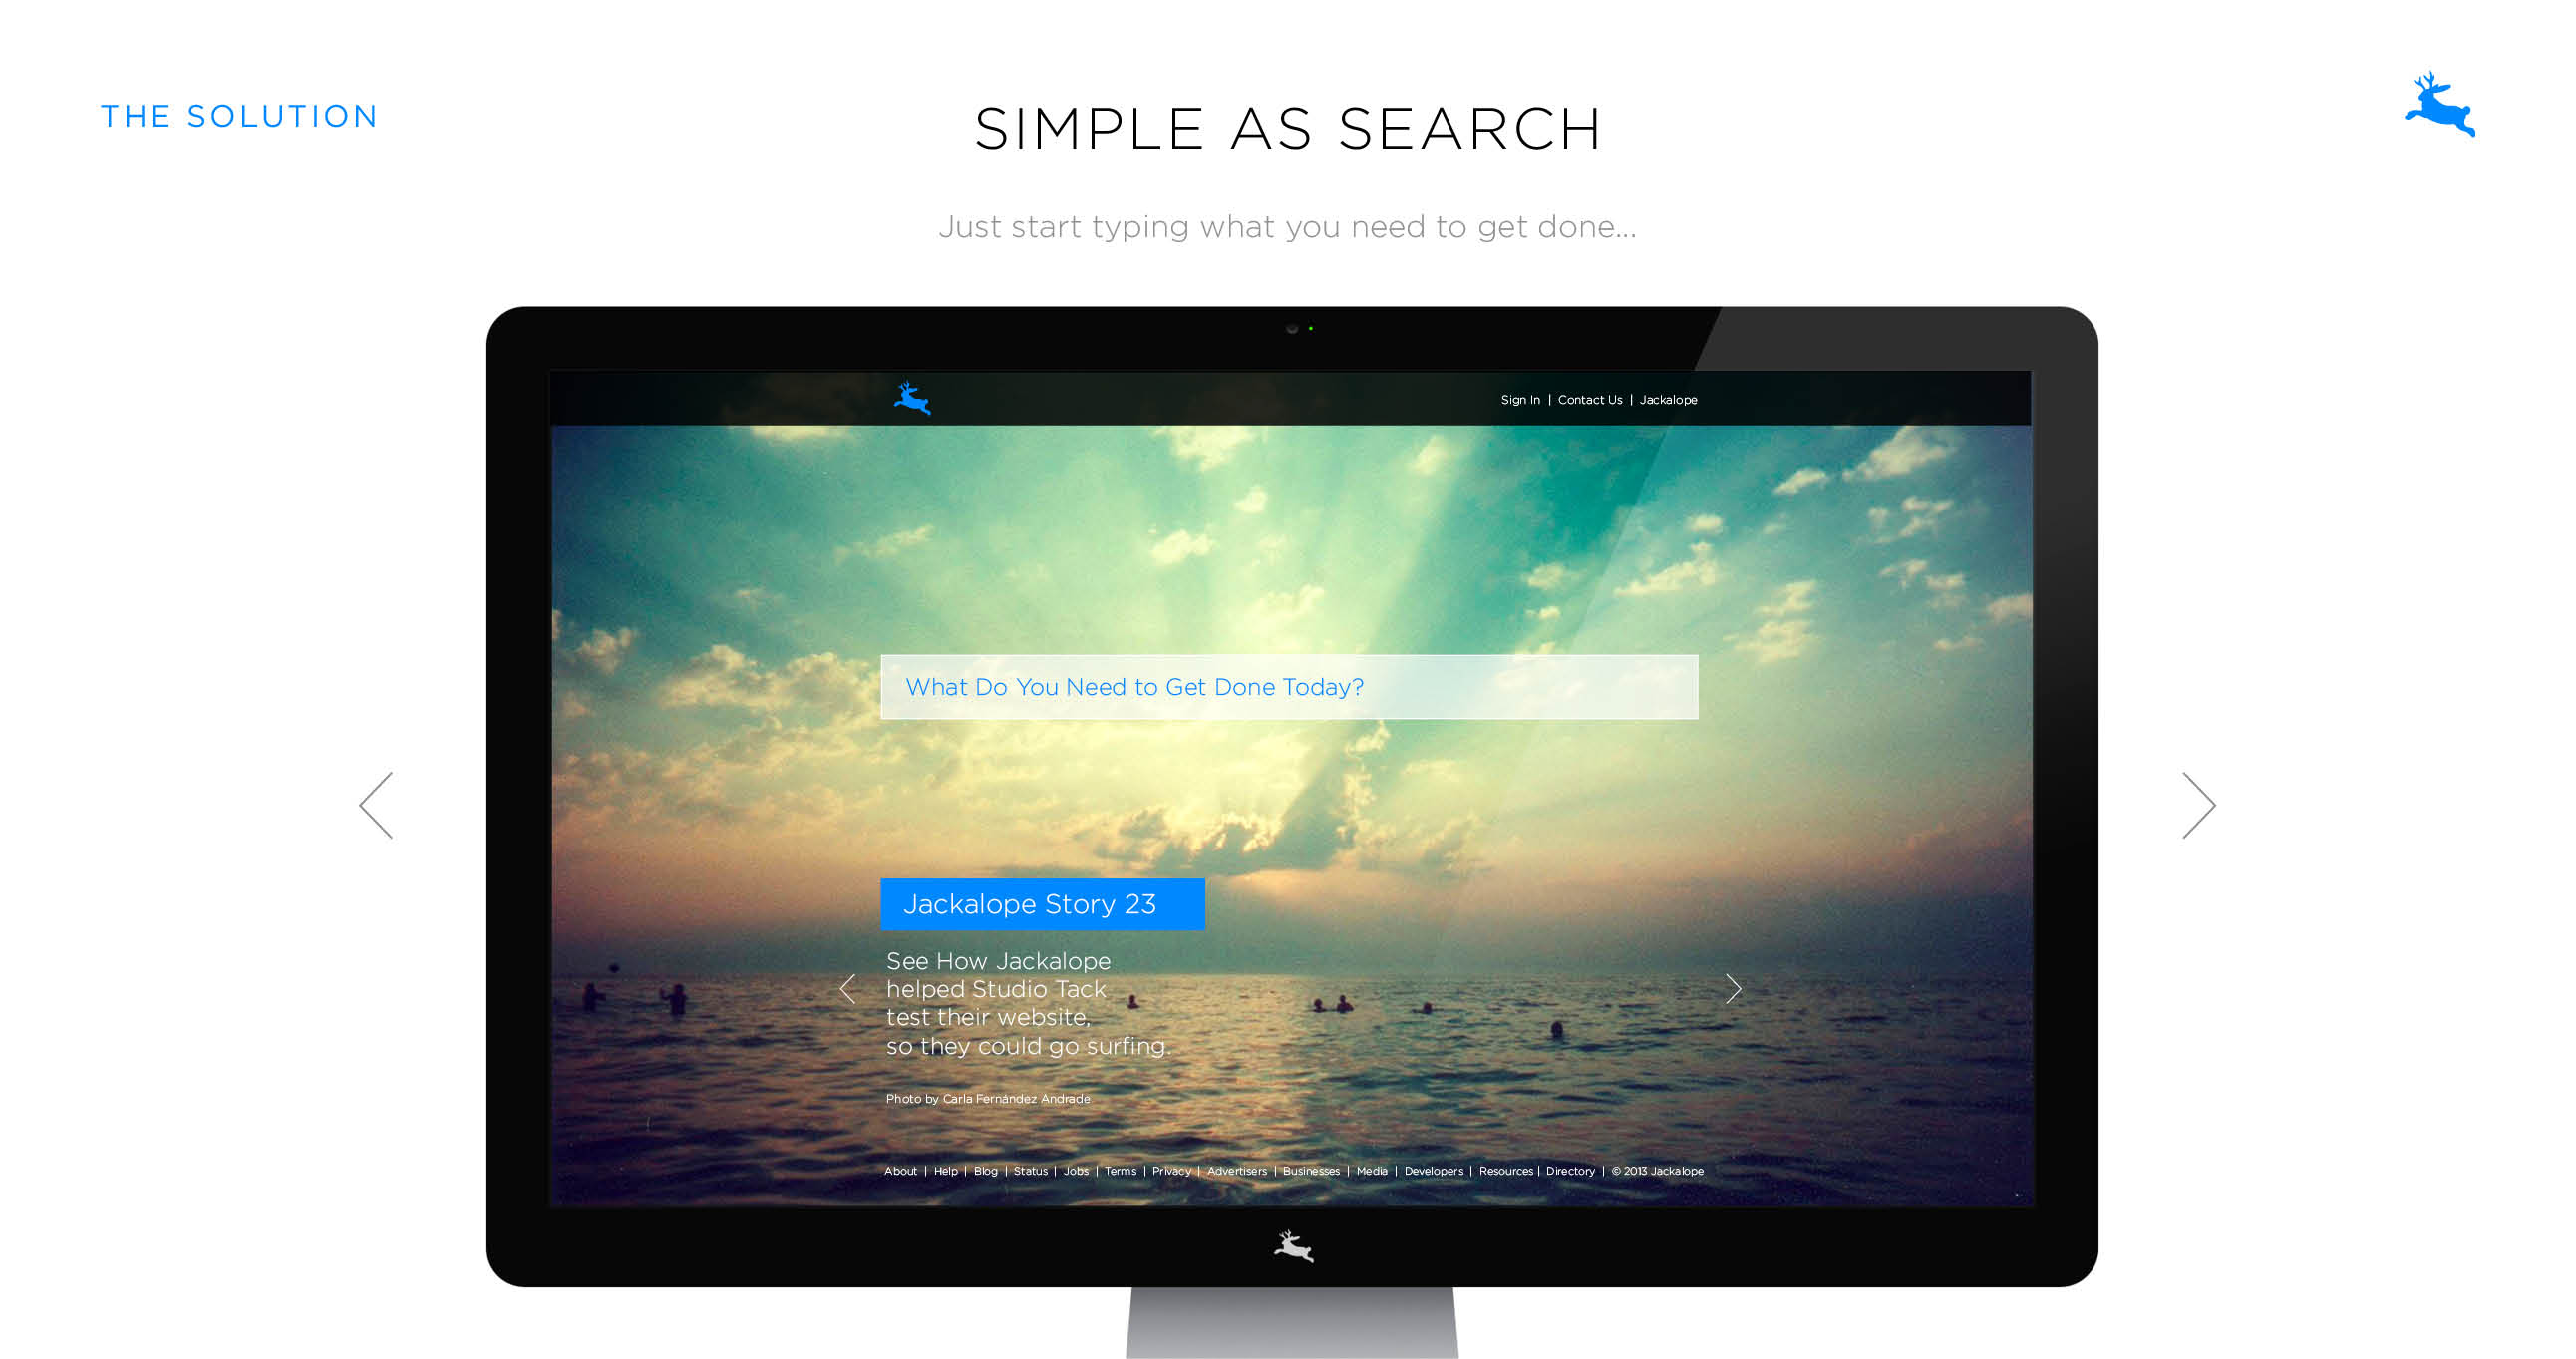 THE SOLUTION
SIMPLE AS SEARCH
Just start typing what you need to get done...
Sign In | Contact Us | Jackalope
What Do You Need to Get Done Today?
Jackalope Story 23
See How Jackalope
helped Studio Tack
test their website,
so they could go surfing.
Photo by Carla Fernández Andrade
About | Help | Blog | Status | Jobs | Terms | Privacy | Advertisers | Businesses | Media | Developers | Resources | Directory | © 2013 Jackalope